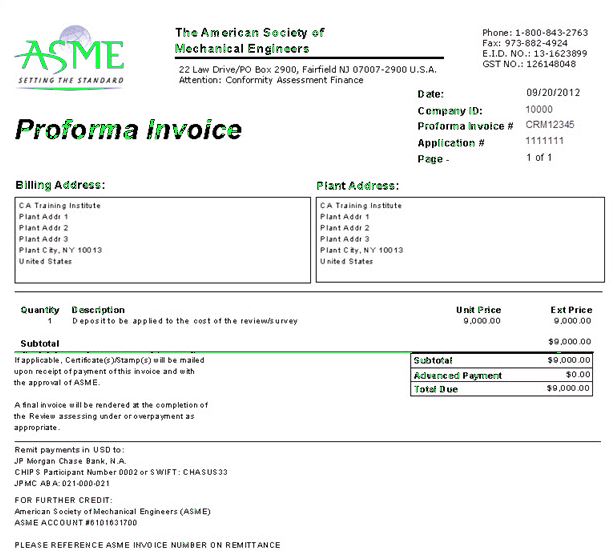 ASME
SETTING THE STANDARD
The American Society of
Mechanical Engineers
22 Law Drive/PO Box 2900, Fairfield NJ 07007-2900 U.S.A.
Attention: Conformity Assessment Finance
Phone: 1-800-843-2763
Fax: 973-882-4924
E.I.D. NO.: 13-1623899
GST NO.: 126148048
Proforma Invoice
Date: 09/20/2012
Company ID: 10000
Proforma Invoice # CRM12345
Application # 1111111
Page - 1 of 1
Billing Address:
CA Training Institute
Plant Addr 1
Plant Addr 2
Plant Addr 3
Plant City, NY 10013
United States
Plant Address:
CA Training Institute
Plant Addr 1
Plant Addr 2
Plant Addr 3
Plant City, NY 10013
United States
Quantity Description Unit Price Ext Price
1 Deposit to be applied to the cost of the review/survey 9,000.00 9,000.00
Subtotal $9,000.00
If applicable, Certificate(s)/Stamp(s) will be mailed
upon receipt of payment of this invoice and with
the approval of ASME.
A final invoice will be rendered at the completion of
the Review assessing under or overpayment as
appropriate.
Subtotal $9,000.00
Advanced Payment $0.00
Total Due $9,000.00
Remit payments in USD to:
JP Morgan Chase Bank, N.A.
CHIPS Participant Number 0002 or SWIFT: CHASUS33
JPMC ABA: 021-000-021
FOR FURTHER CREDIT:
American Society of Mechanical Engineers (ASME)
ASME ACCOUNT #6101631700
PLEASE REFERENCE ASME INVOICE NUMBER ON REMITTANCE